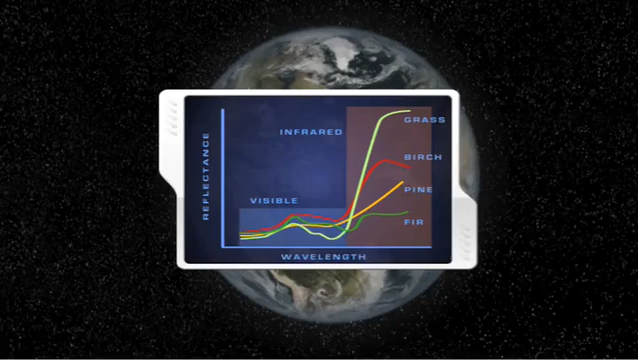 GRASS
INFRARED
BIRCH
REFLECTANCE
PINE
VISIBLE
FIR
WAVELENGTH